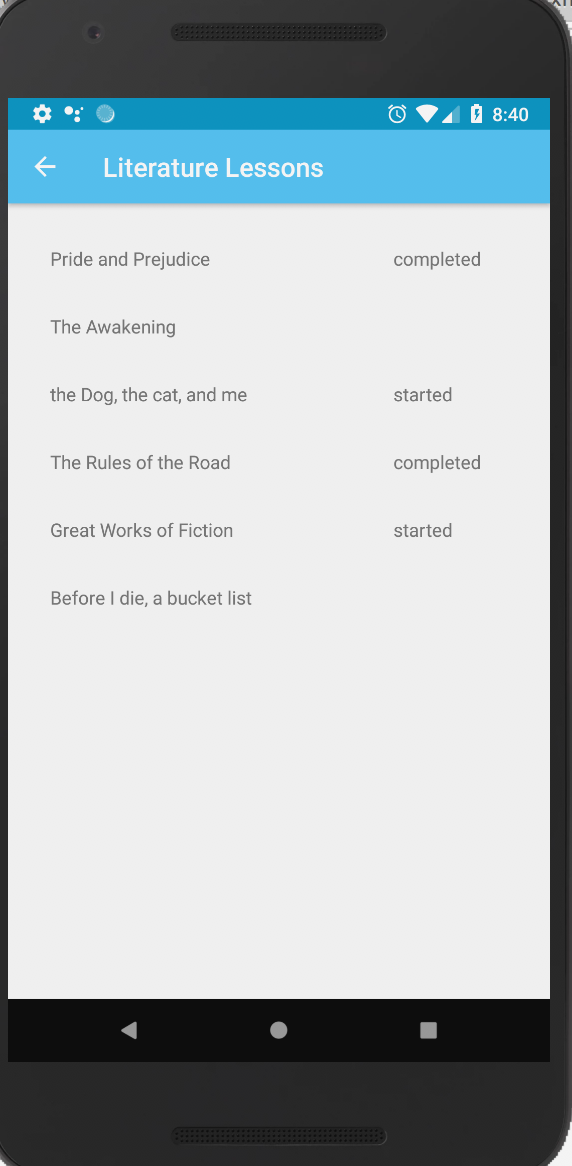 8:40
Literature Lessons
Pride and Prejudice completed
The Awakening
the Dog, the cat, and me started
The Rules of the Road completed
Great Works of Fiction started
Before I die, a bucket list